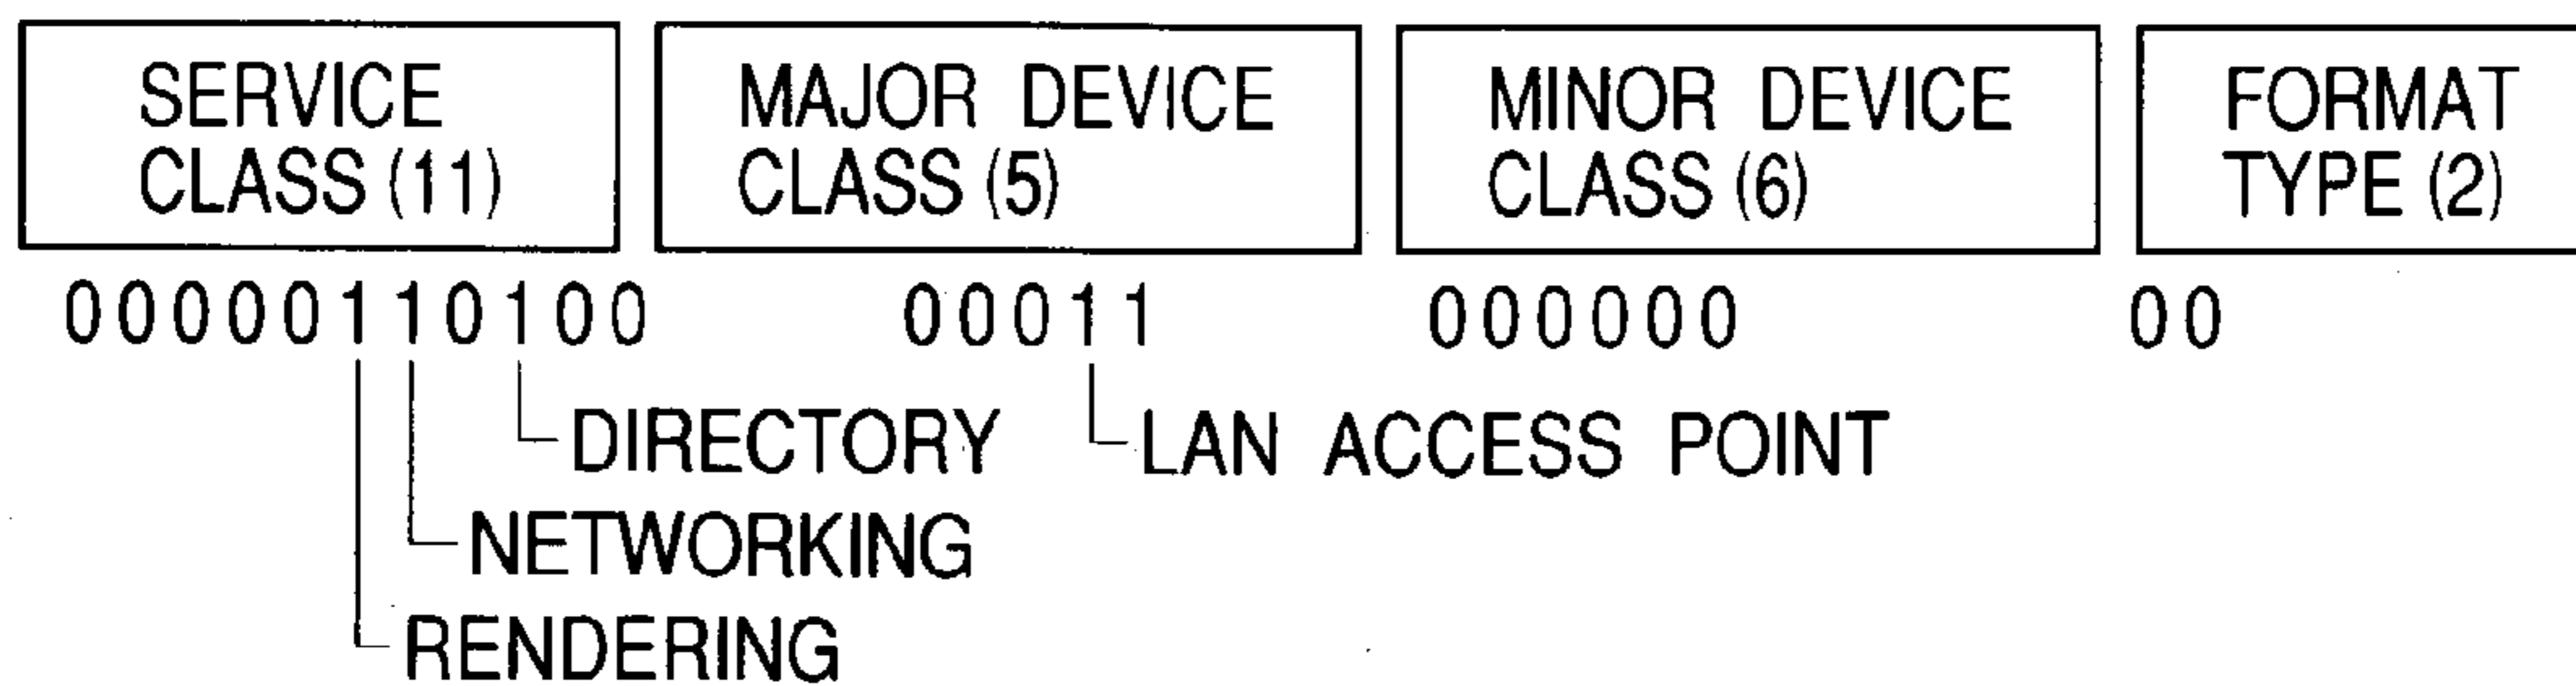 SERVICE CLASS (11)
MAJOR DEVICE CLASS (5)
MINOR DEVICE CLASS (6)
FORMAT TYPE (2)
00000110100
00011
000000
00
DIRECTORY
LAN ACCESS POINT
NETWORKING
RENDERING